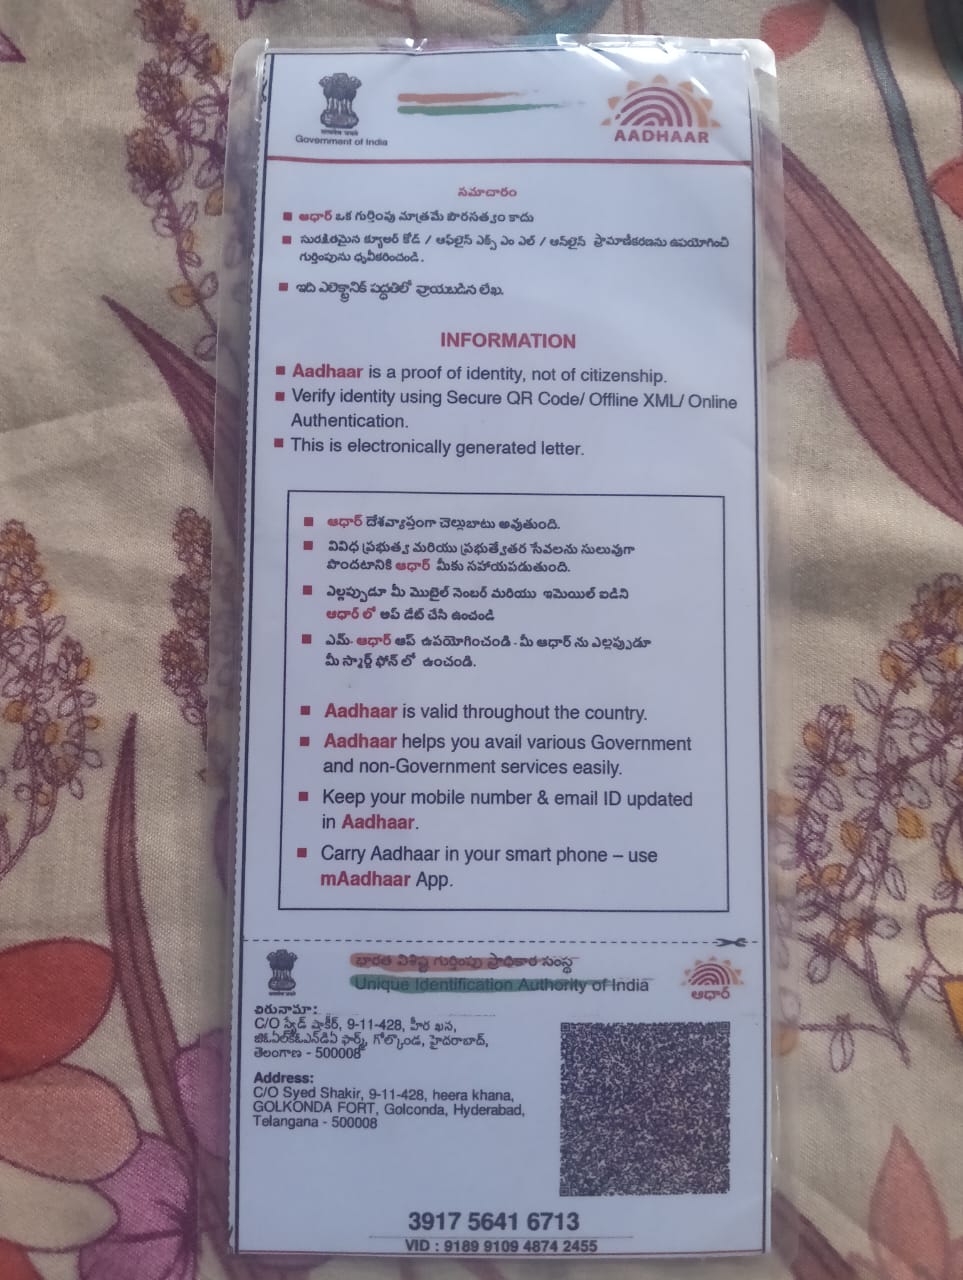 Government of India
AADHAAR
సమాచారం
■ ఆధార్ ఒక గుర్తింపు మాత్రమే పౌరసత్వం కాదు
■ సురక్షితమైన క్యూఆర్ కోడ్ / ఆఫ్‌లైన్ ఎక్స్ ఎం ఎల్ / ఆన్‌లైన్ ప్రామాణీకరణను ఉపయోగించి
గుర్తింపును ధృవీకరించండి.
■ ఇది ఎలెక్ట్రానిక్ పద్ధతిలో వ్రాయబడిన లేఖ.
INFORMATION
■ Aadhaar is a proof of identity, not of citizenship.
■ Verify identity using Secure QR Code/ Offline XML/ Online
Authentication.
■ This is electronically generated letter.
■ ఆధార్ దేశవ్యాప్తంగా చెల్లుబాటు అవుతుంది.
■ వివిధ ప్రభుత్వ మరియు ప్రభుత్వేతర సేవలను సులువుగా
పొందటానికి ఆధార్ మీకు సహాయపడుతుంది.
■ ఎల్లప్పుడూ మీ మొబైల్ నెంబర్ మరియు ఇమెయిల్ ఐడిని
ఆధార్ లో అప్ డేట్ చేసి ఉంచండి
■ ఎమ్- ఆధార్ ఆప్ ఉపయోగించండి - మీ ఆధార్ ను ఎల్లప్పుడూ
మీ స్మార్ట్ ఫోన్ లో ఉంచండి.
■ Aadhaar is valid throughout the country.
■ Aadhaar helps you avail various Government
and non-Government services easily.
■ Keep your mobile number & email ID updated
in Aadhaar.
■ Carry Aadhaar in your smart phone – use
mAadhaar App.
భారత విశిష్ట గుర్తింపు ప్రాధికార సంస్థ
Unique Identification Authority of India
ఆధార్
చిరునామా:
C/O స్యేడ్ షాకీర్, 9-11-428, హీర ఖన,
ఫార్ట్, గోల్కొండ, హైదరాబాద్,
తెలంగాణ - 500008
Address:
C/O Syed Shakir, 9-11-428, heera khana,
GOLKONDA FORT, Golconda, Hyderabad,
Telangana - 500008
3917 5641 6713
VID : 9189 9109 4874 2455